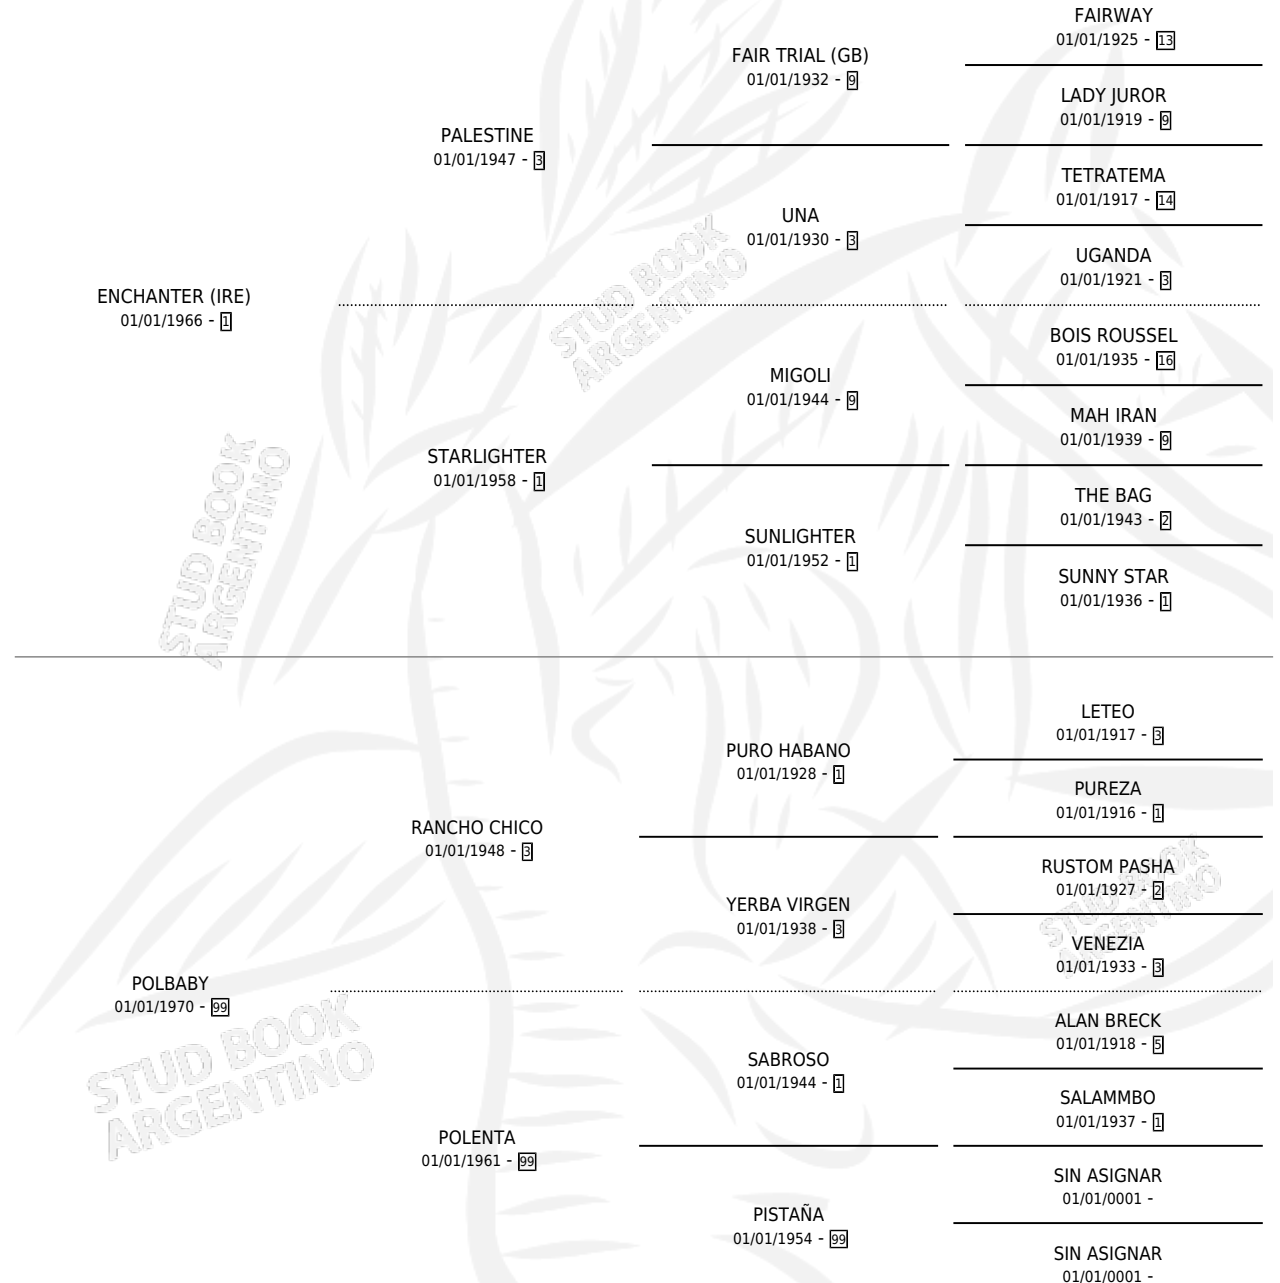 FAIRWAY
01/01/1925 - 13
FAIR TRIAL (GB)
01/01/1932 - 9
LADY JUROR
01/01/1919 - 9
PALESTINE
01/01/1947 - 3
TETRATEMA
01/01/1917 - 14
UNA
01/01/1930 - 3
UGANDA
01/01/1921 - 3
ENCHANTER (IRE)
01/01/1966 - 1
STUD BOOK
ARGENTINO
BOIS ROUSSEL
01/01/1935 - 16
MIGOLI
01/01/1944 - 9
MAH IRAN
01/01/1939 - 9
STARLIGHTER
01/01/1958 - 1
STUD BOOK
ARGENTINO
THE BAG
01/01/1943 - 2
SUNLIGHTER
01/01/1952 - 1
SUNNY STAR
01/01/1936 - 1
LETEO
01/01/1917 - 3
PURO HABANO
01/01/1928 - 1
PUREZA
01/01/1916 - 1
RANCHO CHICO
01/01/1948 - 3
RUSTOM PASHA
01/01/1927 - 2
YERBA VIRGEN
01/01/1938 - 3
STUD BOOK
ARGENTINO
VENEZIA
01/01/1933 - 3
POLBABY
01/01/1970 - 99
STUD BOOK
ARGENTINO
ALAN BRECK
01/01/1918 - 5
SABROSO
01/01/1944 - 1
SALAMMBO
01/01/1937 - 1
POLENTA
01/01/1961 - 99
SIN ASIGNAR
01/01/0001 -
PISTAÑA
01/01/1954 - 99
SIN ASIGNAR
01/01/0001 -